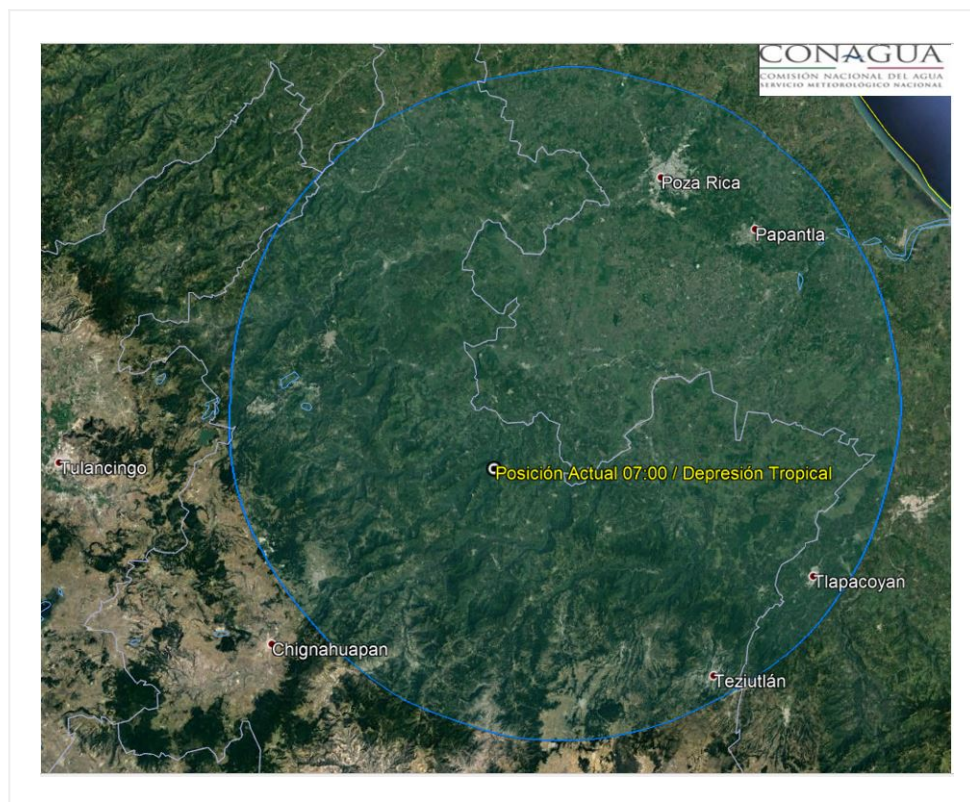 CONAGUA
COMISIÓN NACIONAL DEL AGUA
SERVICIO METEOROLÓGICO NACIONAL
Poza Rica
Papantla
Tulancingo
Posición Actual 07:00 / Depresión Tropical
Tlapacoyan
Chignahuapan
Teziutlán